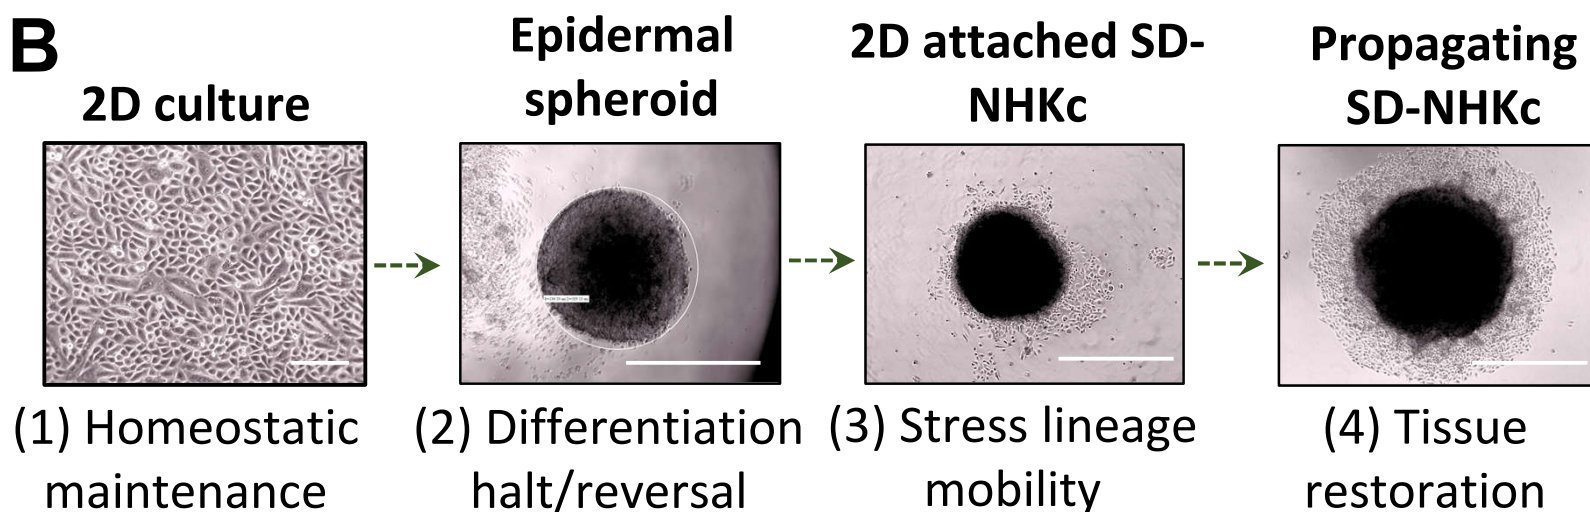 B
2D culture
Epidermal
spheroid
2D attached SD-
NHKc
Propagating
SD-NHKc
(1) Homeostatic
maintenance
(2) Differentiation
halt/reversal
(3) Stress lineage
mobility
(4) Tissue
restoration